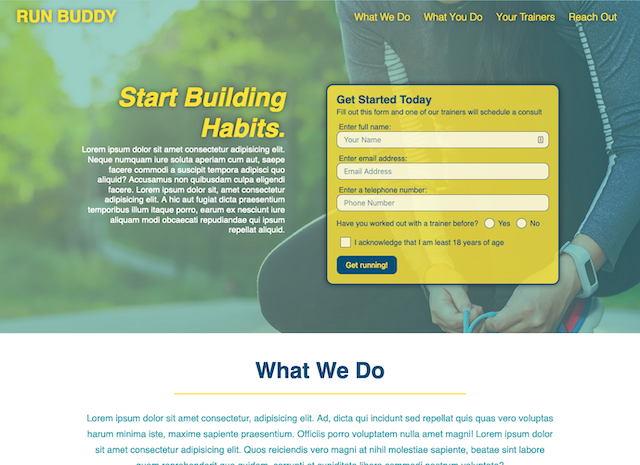 RUN BUDDY
What We Do What You Do Your Trainers Reach Out
Start Building
Habits.
Lorem ipsum dolor sit amet consectetur adipisicing elit.
Neque numquam iure soluta aperiam cum aut, saepe
facere commodi a suscipit tempora adipisci quo
aliquid? Accusamus non quibusdam culpa eligendi
facere. Lorem ipsum dolor sit, amet consectetur
adipisicing elit. A hic aut fugiat dicta praesentium
temporibus illum itaque porro, earum ex nesciunt iure
aliquam modi obcaecati repudiandae qui ipsum
repellat aliquid.
Get Started Today
Fill out this form and one of our trainers will schedule a consult
Enter full name:
Your Name
Enter email address:
Email Address
Enter a telephone number:
Phone Number
Have you worked out with a trainer before? Yes No
I acknowledge that I am least 18 years of age
Get running!
What We Do
Lorem ipsum dolor sit amet consectetur, adipisicing elit. Ad, dicta qui incidunt sed repellat quis quas vero voluptas
harum minima iste, maxime sapiente praesentium. Officiis porro voluptatem nulla amet magni! Lorem ipsum dolor
sit amet consectetur adipisicing elit. Quos reiciendis vero magni at nihil molestiae sapiente, beatae sint labore